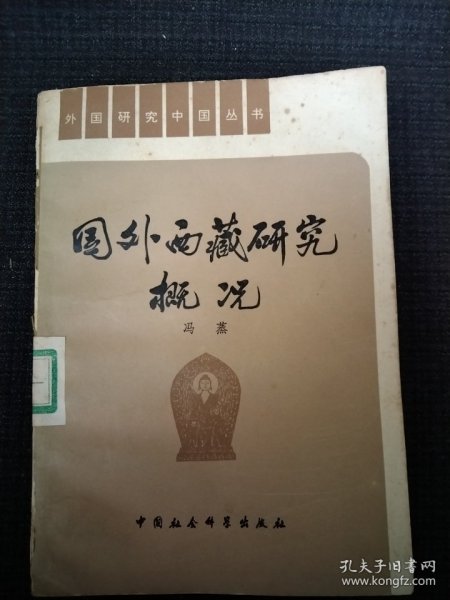 外国研究中国丛书
国外西藏研究
概况
冯蒸
中国社会科学出版社
孔夫子旧书网
www.kongfz.com